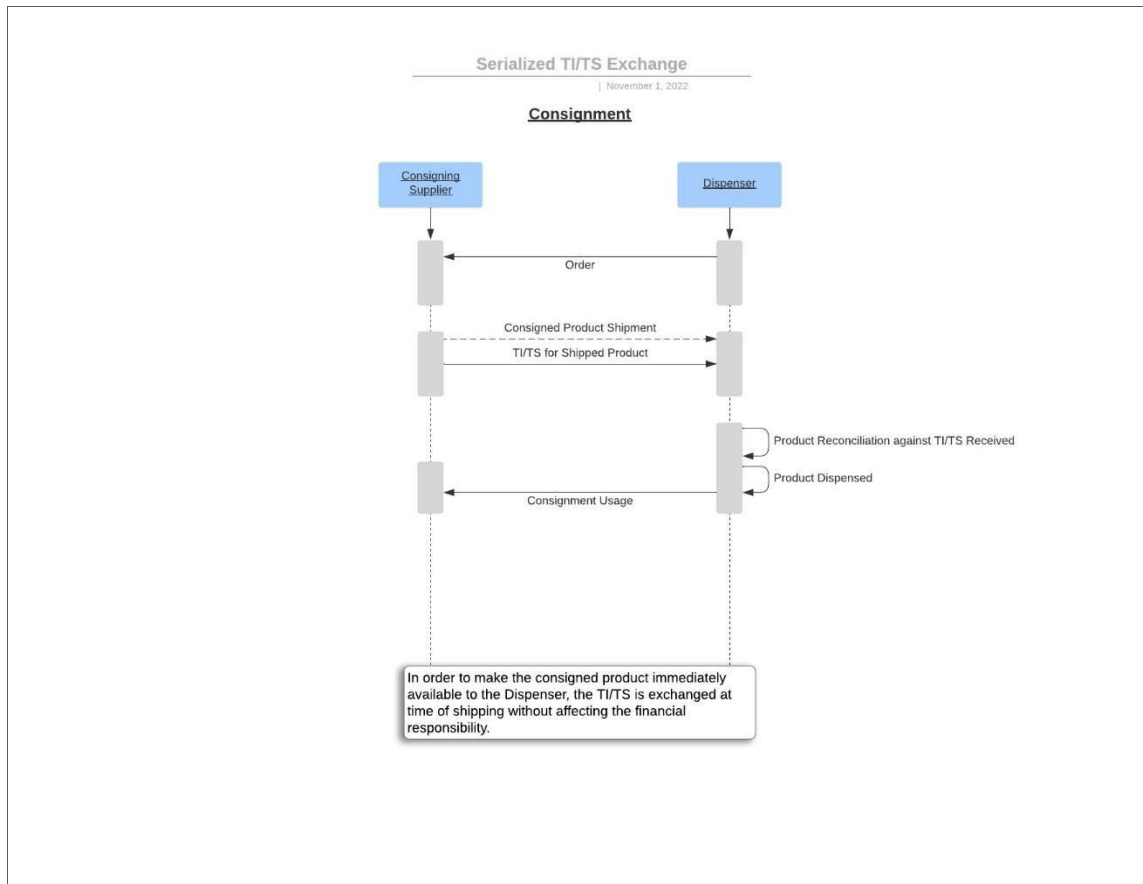 Serialized TI/TS Exchange
| November 1, 2022
Consignment
Consigning
Supplier
Dispenser
Order
Consigned Product Shipment
TI/TS for Shipped Product
Product Reconciliation against TI/TS Received
Product Dispensed
Consignment Usage
In order to make the consigned product immediately
available to the Dispenser, the TI/TS is exchanged at
time of shipping without affecting the financial
responsibility.